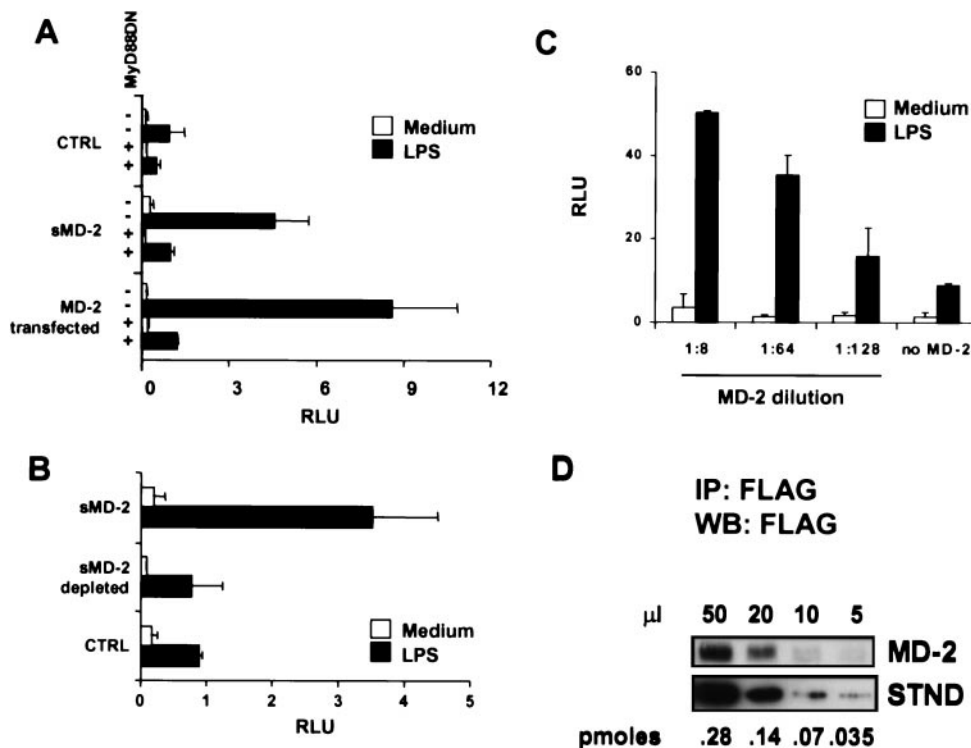 A
MyD88DN
Medium
LPS
CTRL
-
-
+
+
sMD-2
-
-
+
+
MD-2
transfected
-
-
+
+
0 3 6 9 12
RLU
B
sMD-2
sMD-2
depleted
CTRL
Medium
LPS
0 1 2 3 4 5
RLU
C
Medium
LPS
RLU
60
40
20
0
1:8 1:64 1:128 no MD-2
MD-2 dilution
D
IP: FLAG
WB: FLAG
µl 50 20 10 5
MD-2
STND
pmoles .28 .14 .07 .035